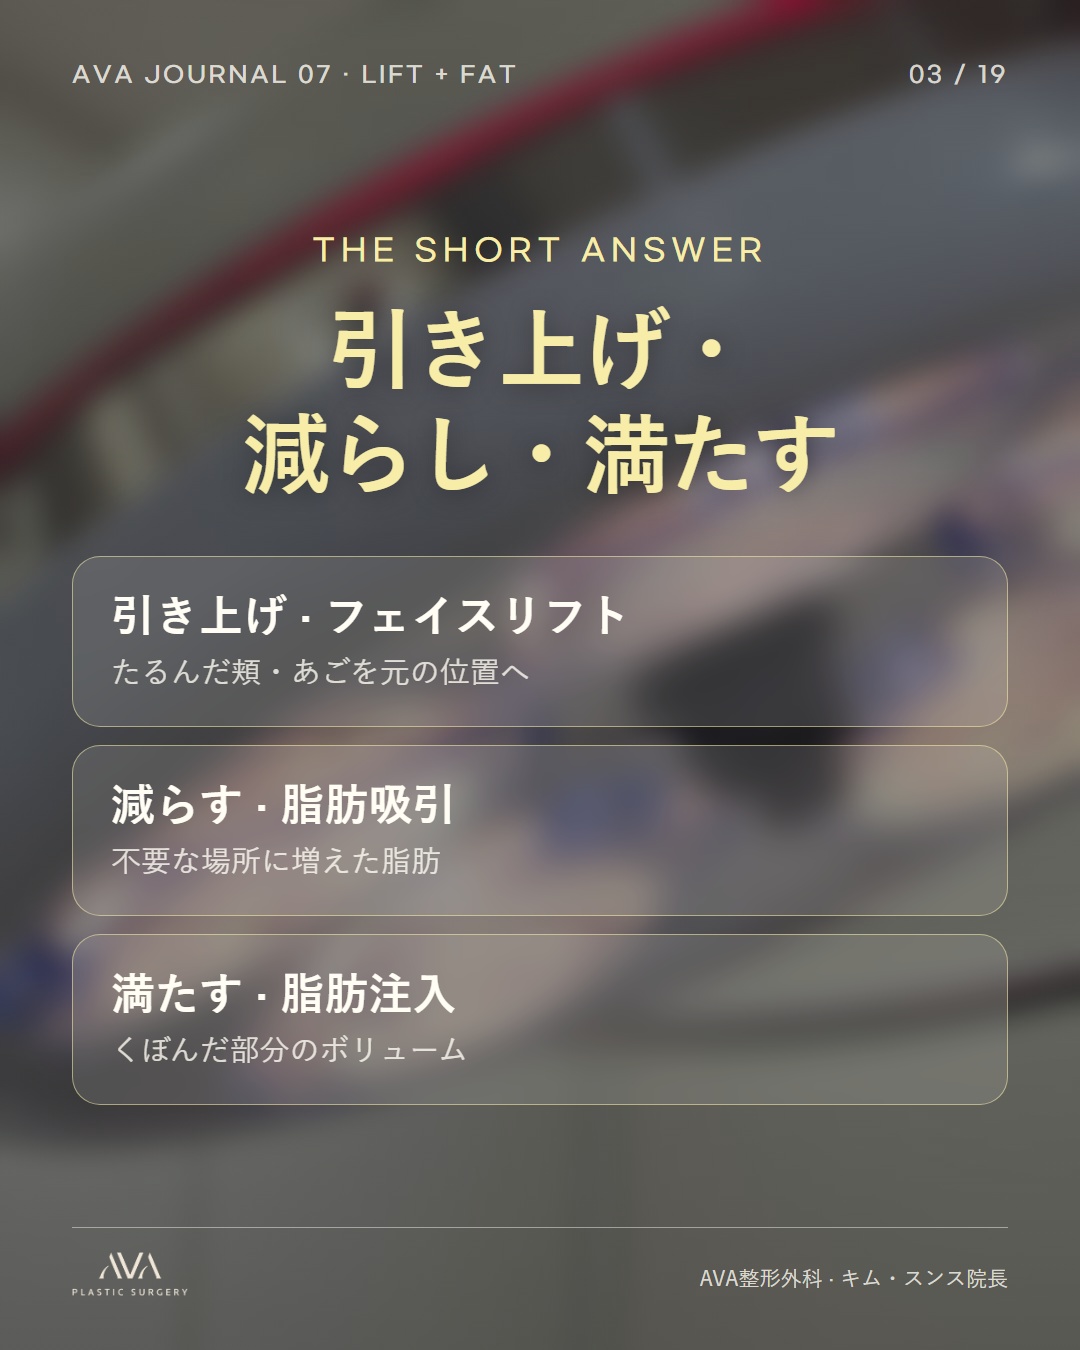 AVA JOURNAL 07 · LIFT + FAT
03 / 19
THE SHORT ANSWER
引き上げ・
減らし・満たす
引き上げ · フェイスリフト
たるんだ頬・あごを元の位置へ
減らす · 脂肪吸引
不要な場所に増えた脂肪
満たす · 脂肪注入
くぼんだ部分のボリューム
AVA
PLASTIC SURGERY
AVA整形外科 · キム・スンス院長